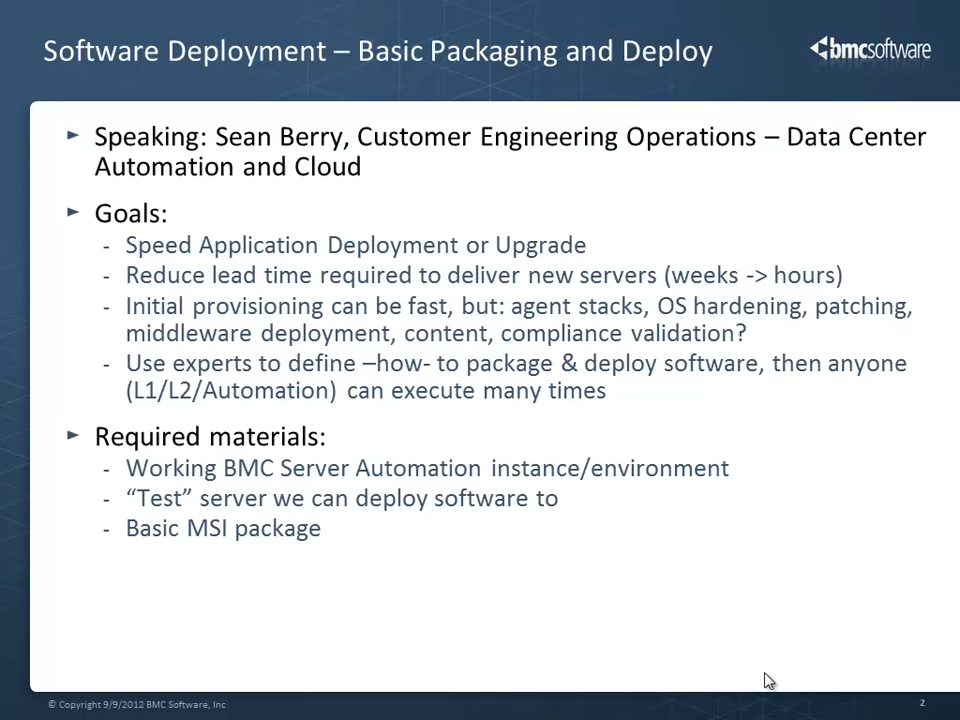 Software Deployment – Basic Packaging and Deploy
bmcsoftware
Speaking: Sean Berry, Customer Engineering Operations – Data Center
Automation and Cloud
Goals:
- Speed Application Deployment or Upgrade
- Reduce lead time required to deliver new servers (weeks -> hours)
- Initial provisioning can be fast, but: agent stacks, OS hardening, patching,
middleware deployment, content, compliance validation?
- Use experts to define –how- to package & deploy software, then anyone
(L1/L2/Automation) can execute many times
Required materials:
- Working BMC Server Automation instance/environment
- “Test” server we can deploy software to
- Basic MSI package
© Copyright 9/9/2012 BMC Software, Inc
2